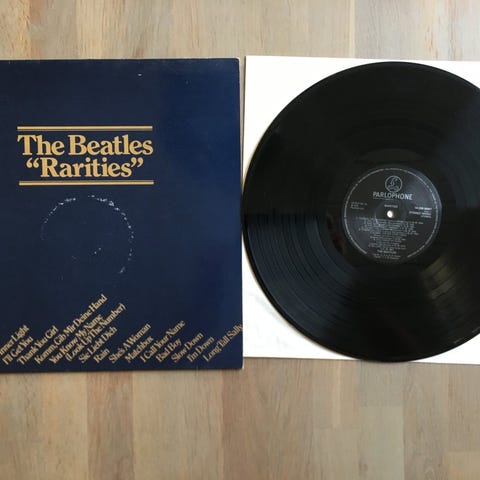 The Beatles
"Rarities"
Inner Light
I'll Get You
Thank You Girl
Komm, Gib Mir Deine Hand
You Know My Name
(Look Up The Number)
Sie Liebt Dich
Rain
She's A Woman
Matchbox
I Call Your Name
Bad Boy
Slow Down
I'm Down
Long Tall Sally
PARLOPHONE